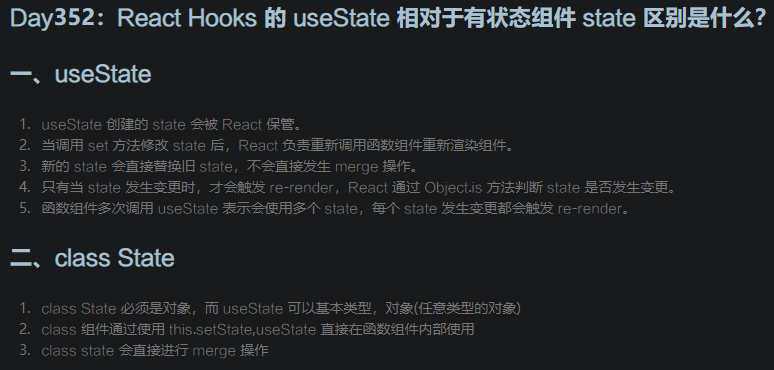 Day352：React Hooks 的 useState 相对于有状态组件 state 区别是什么？
一、useState
1. useState 创建的 state 会被 React 保管。
2. 当调用 set 方法修改 state 后，React 负责重新调用函数组件重新渲染组件。
3. 新的 state 会直接替换旧 state，不会直接发生 merge 操作。
4. 只有当 state 发生变更时，才会触发 re-render，React 通过 Object.is 方法判断 state 是否发生变更。
5. 函数组件多次调用 useState 表示会使用多个 state，每个 state 发生变更都会触发 re-render。
二、class State
1. class State 必须是对象，而 useState 可以基本类型，对象(任意类型的对象)
2. class 组件通过使用 this.setState,useState 直接在函数组件内部使用
3. class state 会直接进行 merge 操作